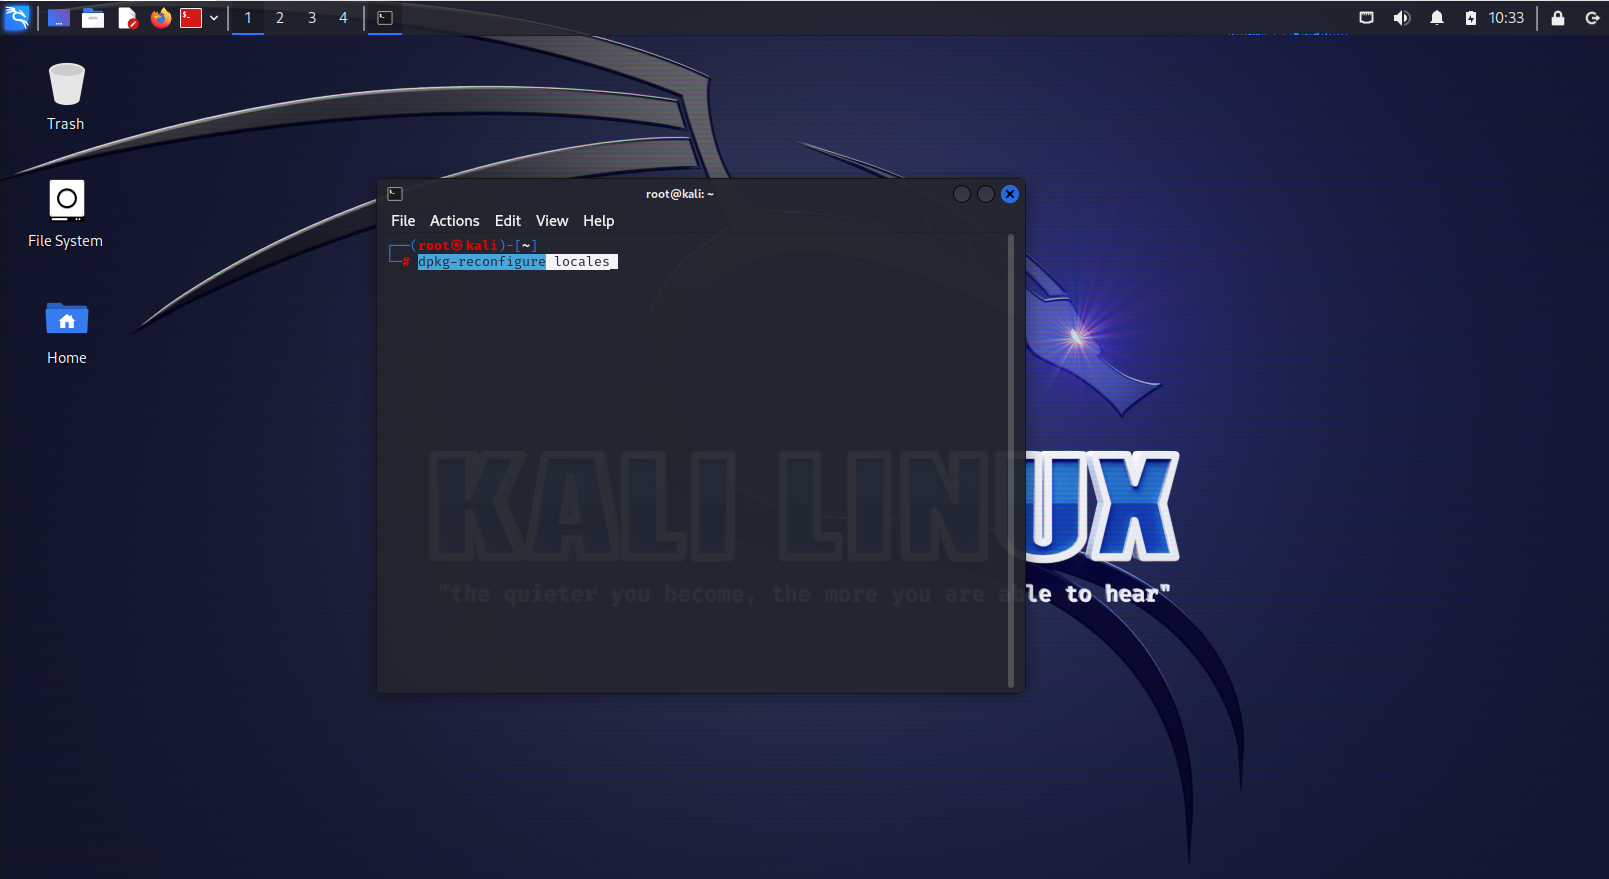 1 2 3 4
10:33
Trash
File System
Home
root@kali: ~
File Actions Edit View Help
┌──(root㉿kali)-[~]
└─# dpkg-reconfigure locales
KALI LINUX
"the quieter you become, the more you are able to hear"